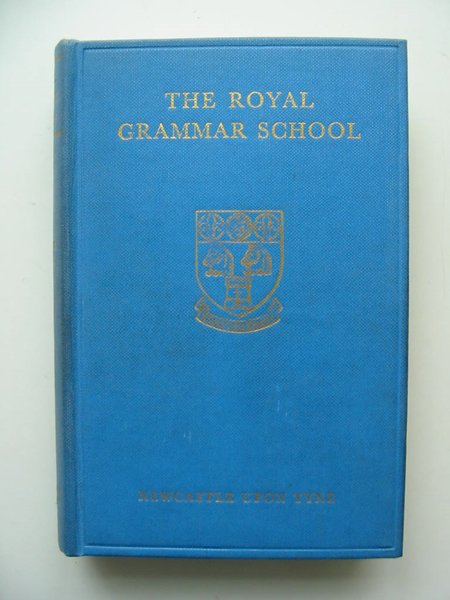 THE ROYAL
GRAMMAR SCHOOL
NEWCASTLE UPON TYNE